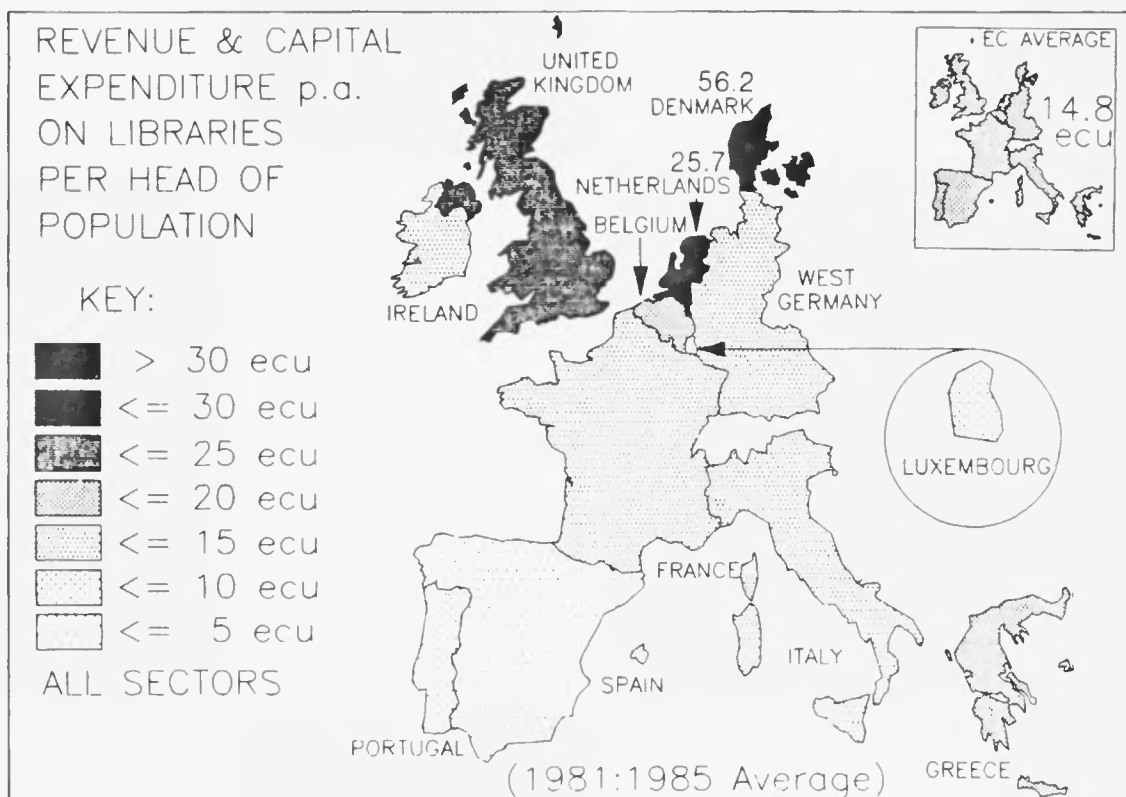 REVENUE & CAPITAL
EXPENDITURE p.a.
ON LIBRARIES
PER HEAD OF
POPULATION
KEY:
> 30 ecu
<= 30 ecu
<= 25 ecu
<= 20 ecu
<= 15 ecu
<= 10 ecu
<= 5 ecu
ALL SECTORS
UNITED
KINGDOM
56.2
DENMARK
25.7
NETHERLANDS
BELGIUM
IRELAND
WEST
GERMANY
LUXEMBOURG
FRANCE
ITALY
SPAIN
PORTUGAL
GREECE
(1981:1985 Average)
EC AVERAGE
14.8
ecu